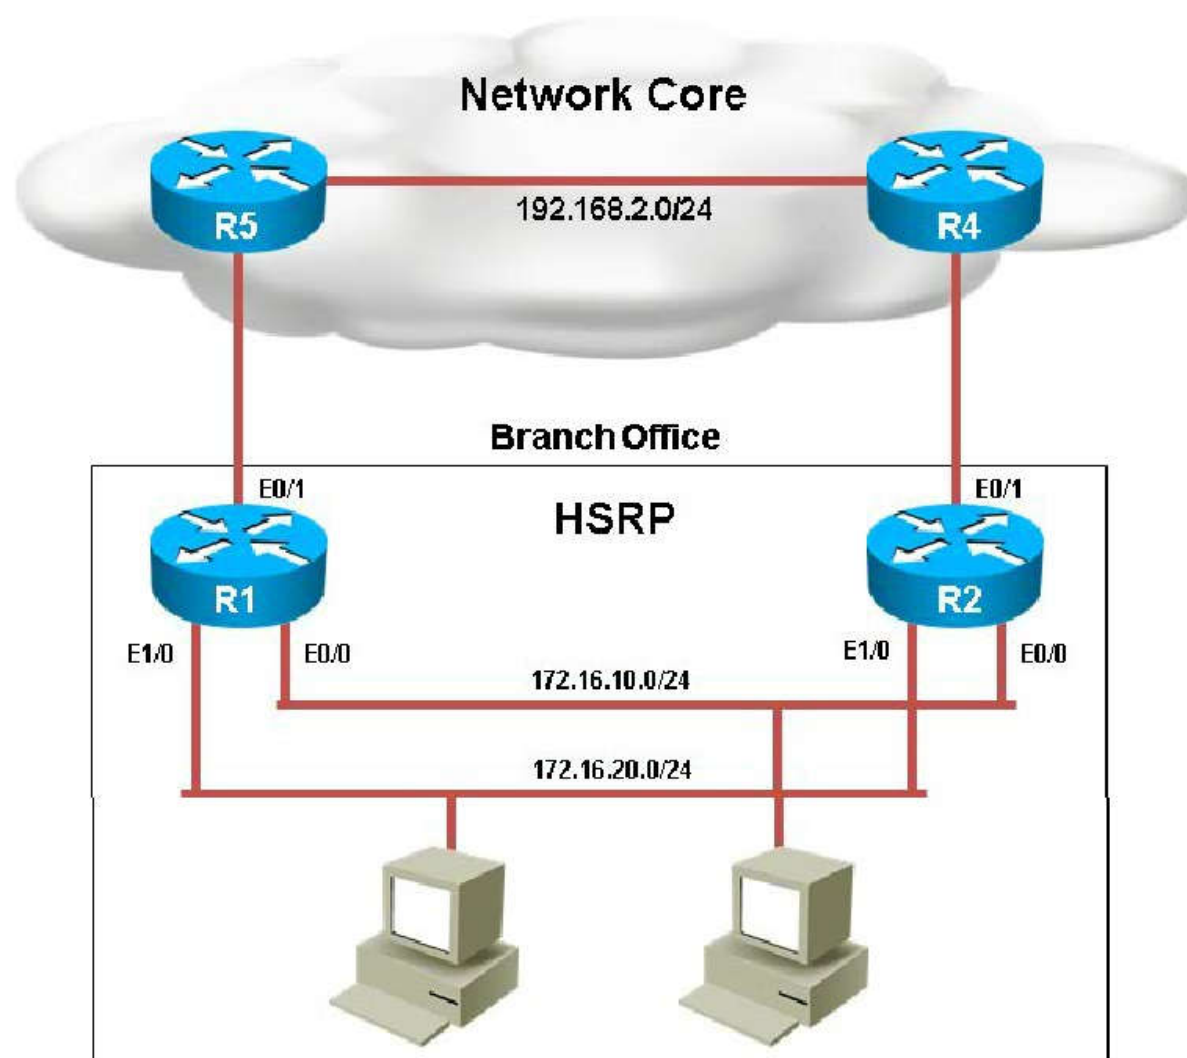 Network Core
R5
192.168.2.0/24
R4
Branch Office
E0/1
HSRP
E0/1
R1
R2
E1/0
E0/0
E1/0
E0/0
172.16.10.0/24
172.16.20.0/24